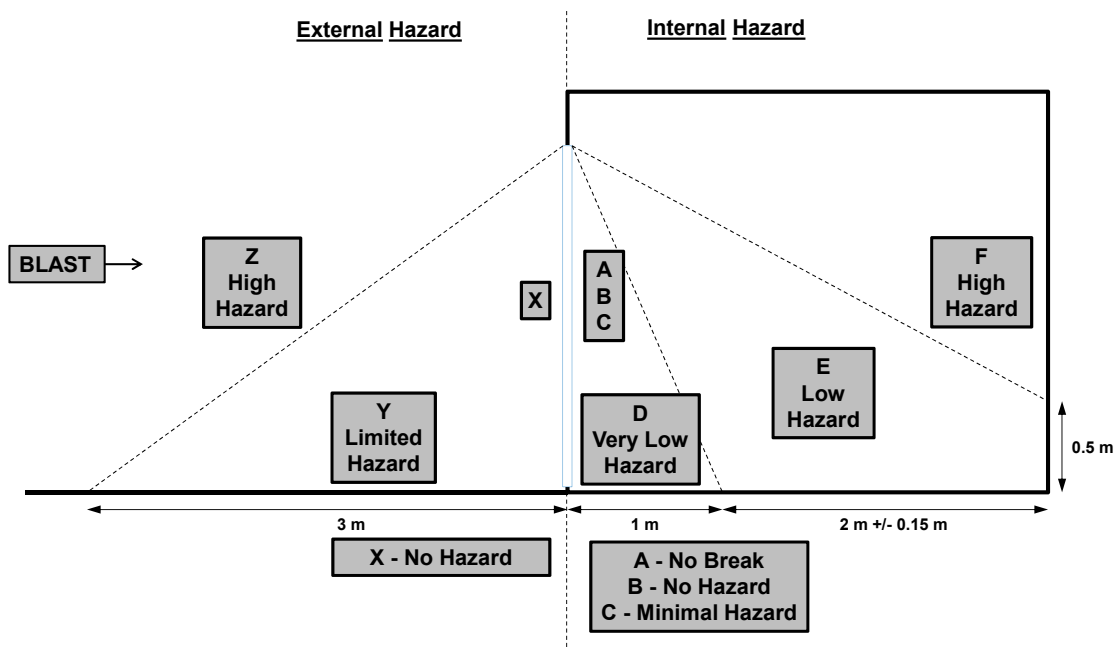 External Hazard
Internal Hazard
BLAST
Z
High
Hazard
X
A
B
C
F
High
Hazard
E
Low
Hazard
Y
Limited
Hazard
D
Very Low
Hazard
0.5 m
3 m
1 m
2 m +/- 0.15 m
X - No Hazard
A - No Break
B - No Hazard
C - Minimal Hazard